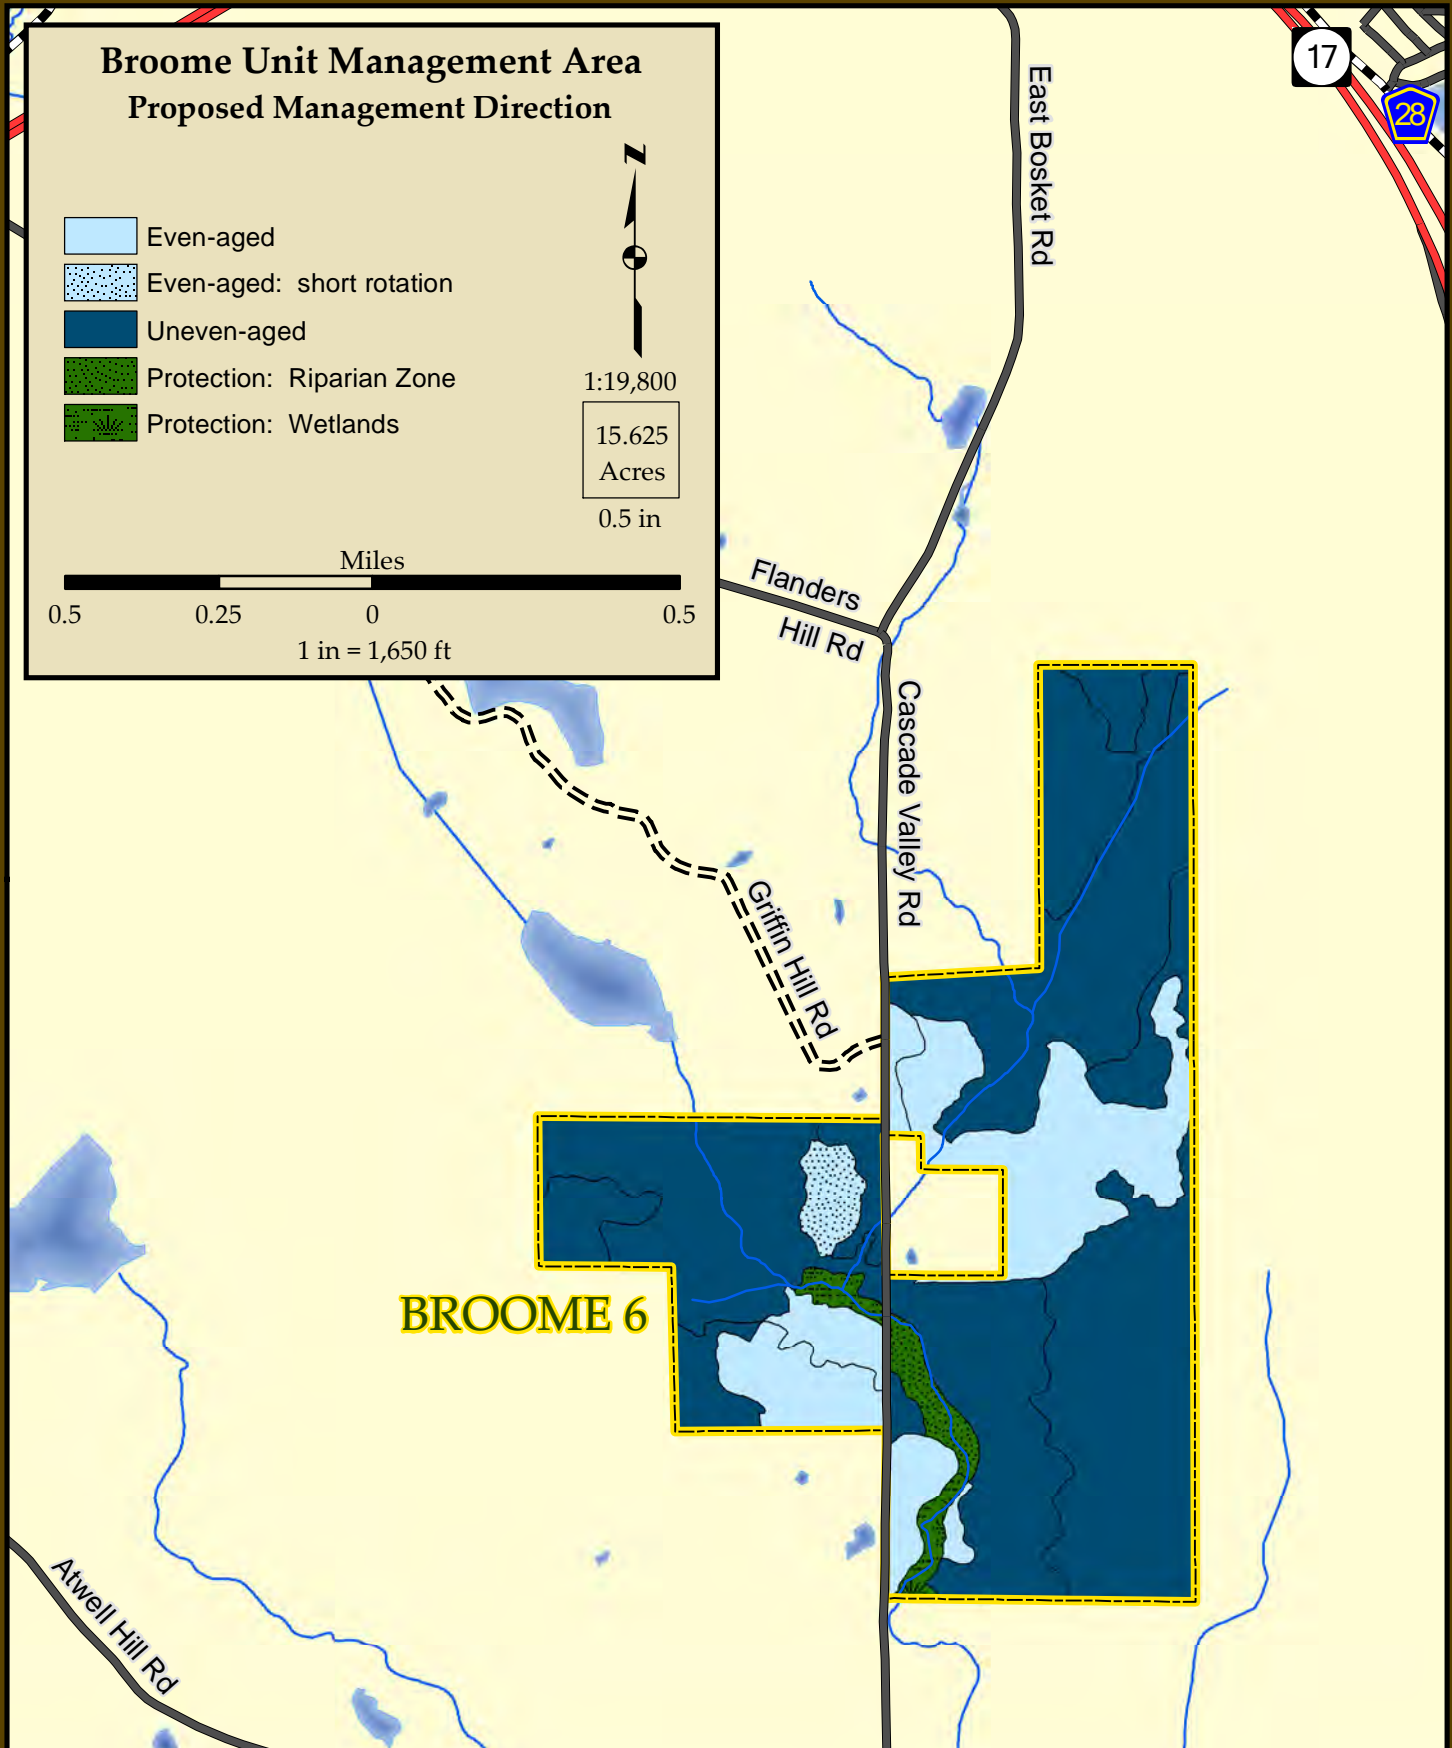 Broome Unit Management Area
Proposed Management Direction
N
Even-aged
Even-aged: short rotation
Uneven-aged
Protection: Riparian Zone
Protection: Wetlands
1:19,800
15.625
Acres
0.5 in
Miles
0.5 0.25 0 0.5
1 in = 1,650 ft
17
28
East Bosket Rd
Flanders
Hill Rd
Cascade Valley Rd
Griffin Hill Rd
BROOME 6
Atwell Hill Rd